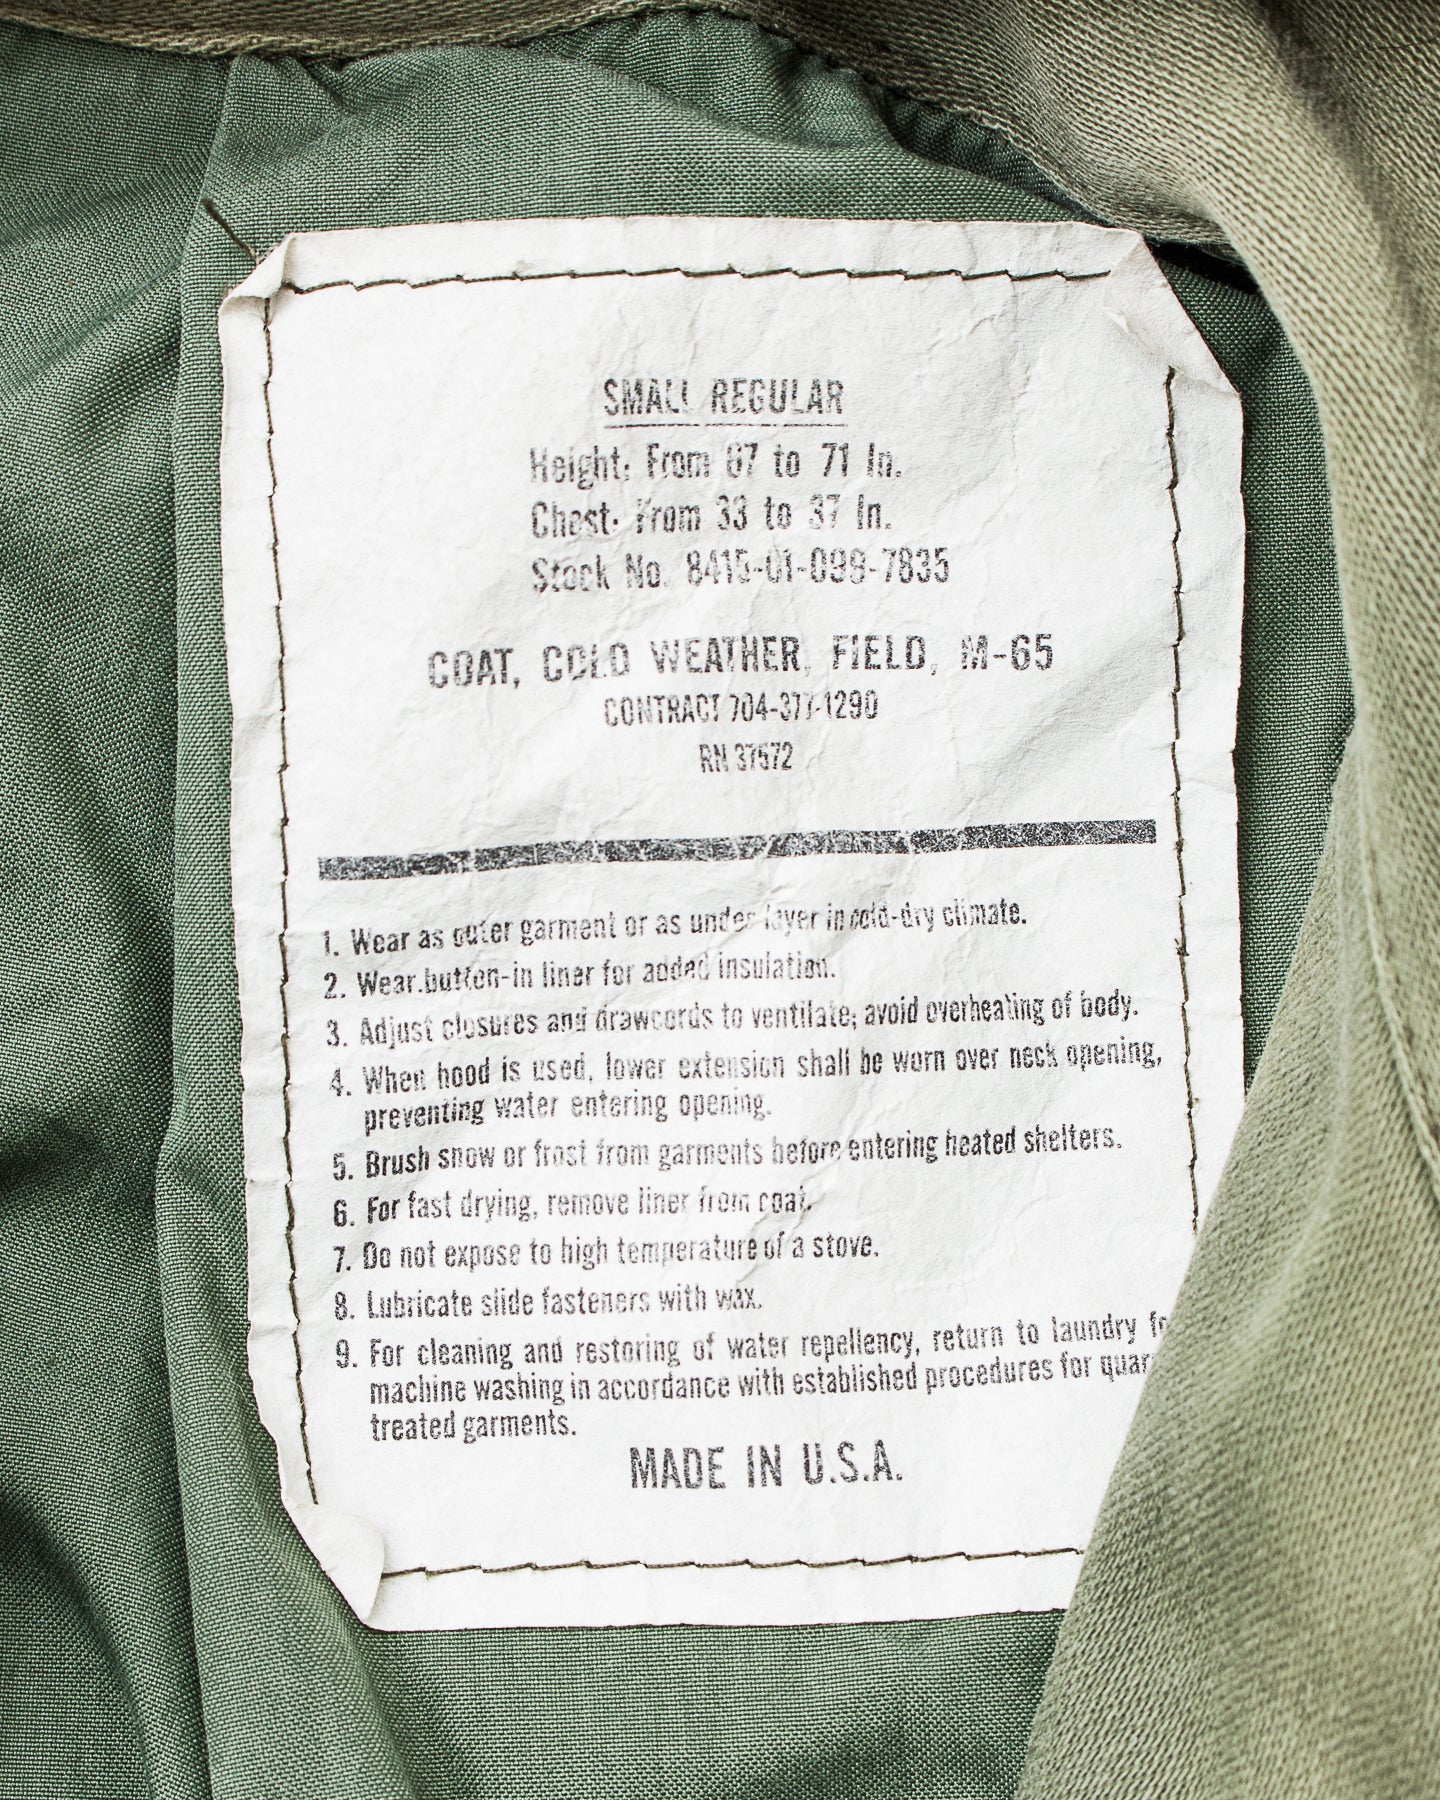 SMALL REGULAR
Height: From 67 to 71 In.
Chest: From 33 to 37 In.
Stock No. 8415-01-099-7835
COAT, COLD WEATHER, FIELD, M-65
CONTRACT 704-377-1290
RN 37572
1. Wear as outer garment or as under layer in cold-dry climate.
2. Wear button-in liner for added insulation.
3. Adjust closures and drawcords to ventilate; avoid overheating of body.
4. When hood is used, lower extension shall be worn over neck opening,
preventing water entering opening.
5. Brush snow or frost from garments before entering heated shelters.
6. For fast drying, remove liner from coat.
7. Do not expose to high temperature of a stove.
8. Lubricate slide fasteners with wax.
9. For cleaning and restoring of water repellency, return to laundry
machine washing in accordance with established procedures for
treated garments.
MADE IN U.S.A.